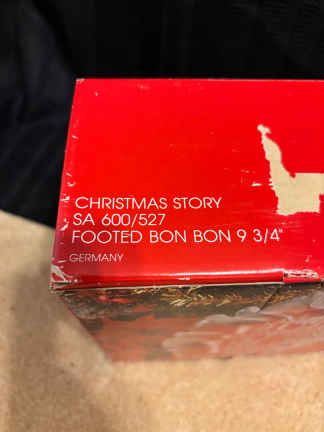 CHRISTMAS STORY
SA 600/527
FOOTED BON BON 9 3/4"
GERMANY